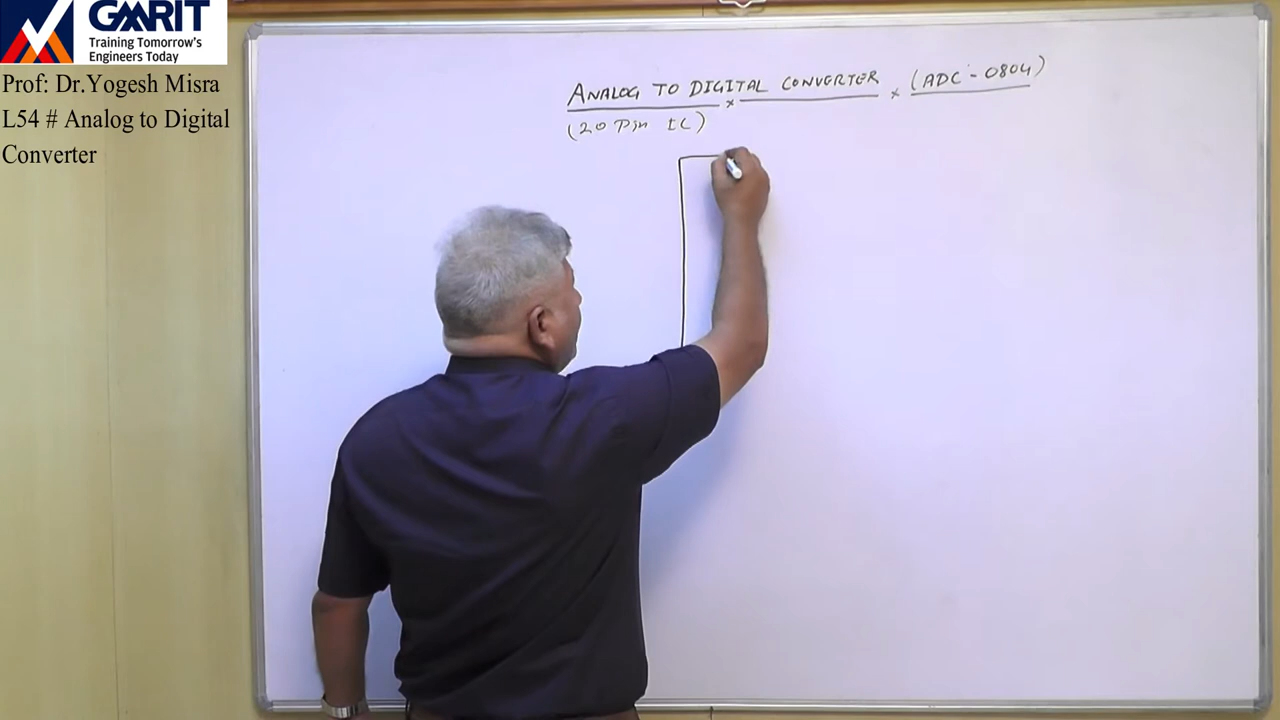 GMRIT
Training Tomorrow's
Engineers Today
Prof: Dr.Yogesh Misra
L54 # Analog to Digital
Converter
ANALOG TO DIGITAL CONVERTER (ADC - 0804)
(20 Pin IC)